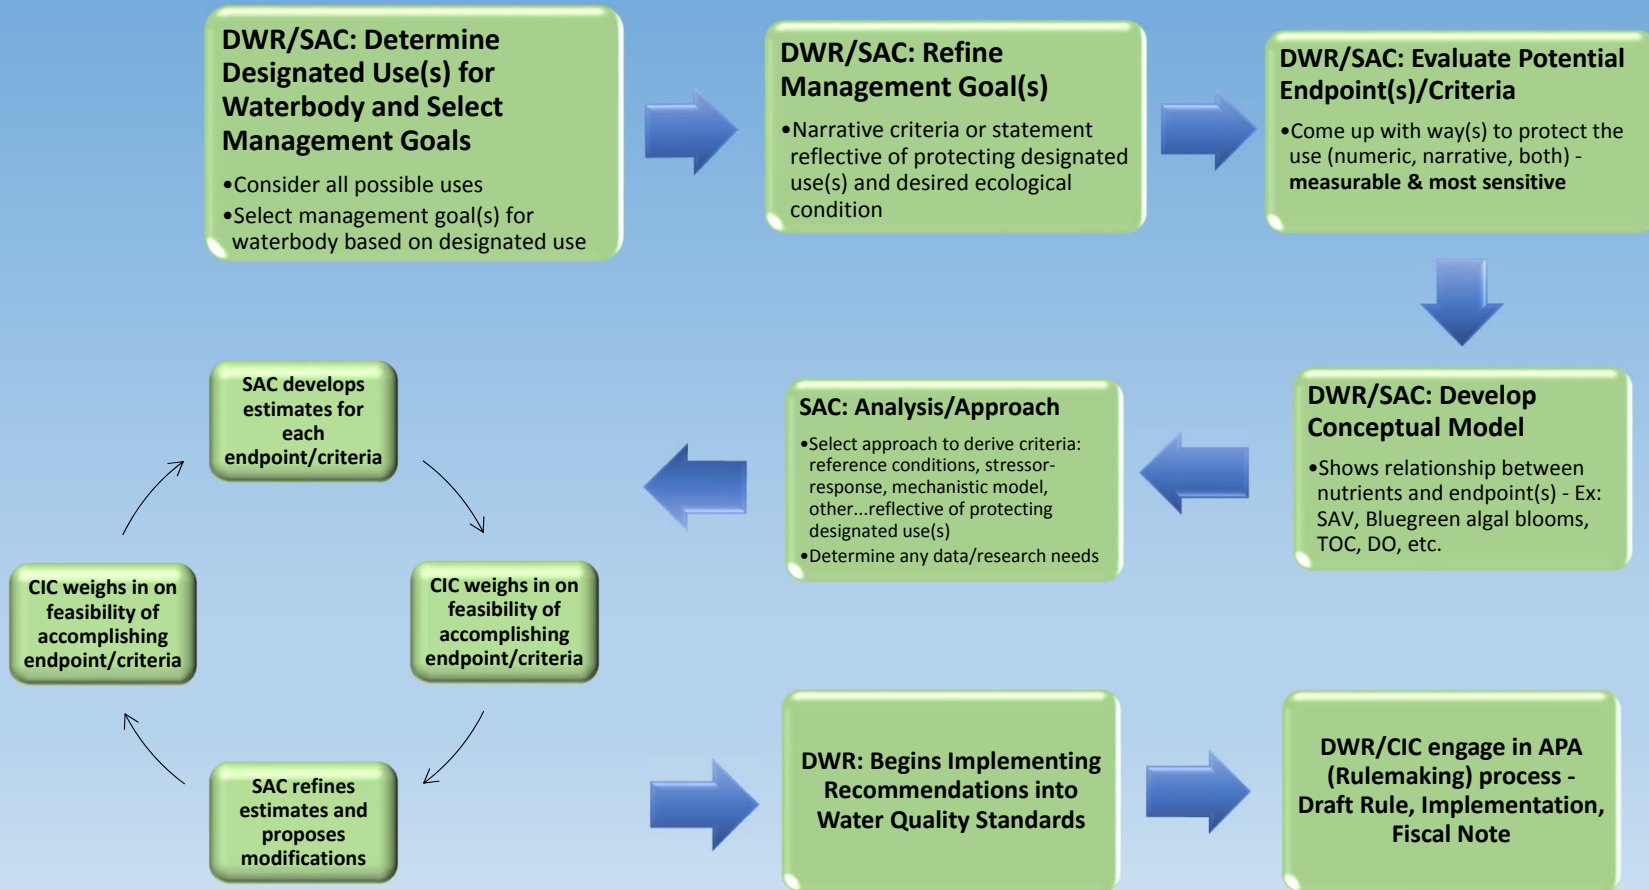 DWR/SAC: Determine
Designated Use(s) for
Waterbody and Select
Management Goals
•Consider all possible uses
•Select management goal(s) for
waterbody based on designated use
DWR/SAC: Refine
Management Goal(s)
•Narrative criteria or statement
reflective of protecting designated
use(s) and desired ecological
condition
DWR/SAC: Evaluate Potential
Endpoint(s)/Criteria
•Come up with way(s) to protect the
use (numeric, narrative, both) -
measurable & most sensitive
DWR/SAC: Develop
Conceptual Model
•Shows relationship between
nutrients and endpoint(s) - Ex:
SAV, Bluegreen algal blooms,
TOC, DO, etc.
SAC: Analysis/Approach
•Select approach to derive criteria:
reference conditions, stressor-
response, mechanistic model,
other...reflective of protecting
designated use(s)
•Determine any data/research needs
SAC develops
estimates for
each
endpoint/criteria
CIC weighs in on
feasibility of
accomplishing
endpoint/criteria
SAC refines
estimates and
proposes
modifications
CIC weighs in on
feasibility of
accomplishing
endpoint/criteria
DWR: Begins Implementing
Recommendations into
Water Quality Standards
DWR/CIC engage in APA
(Rulemaking) process -
Draft Rule, Implementation,
Fiscal Note